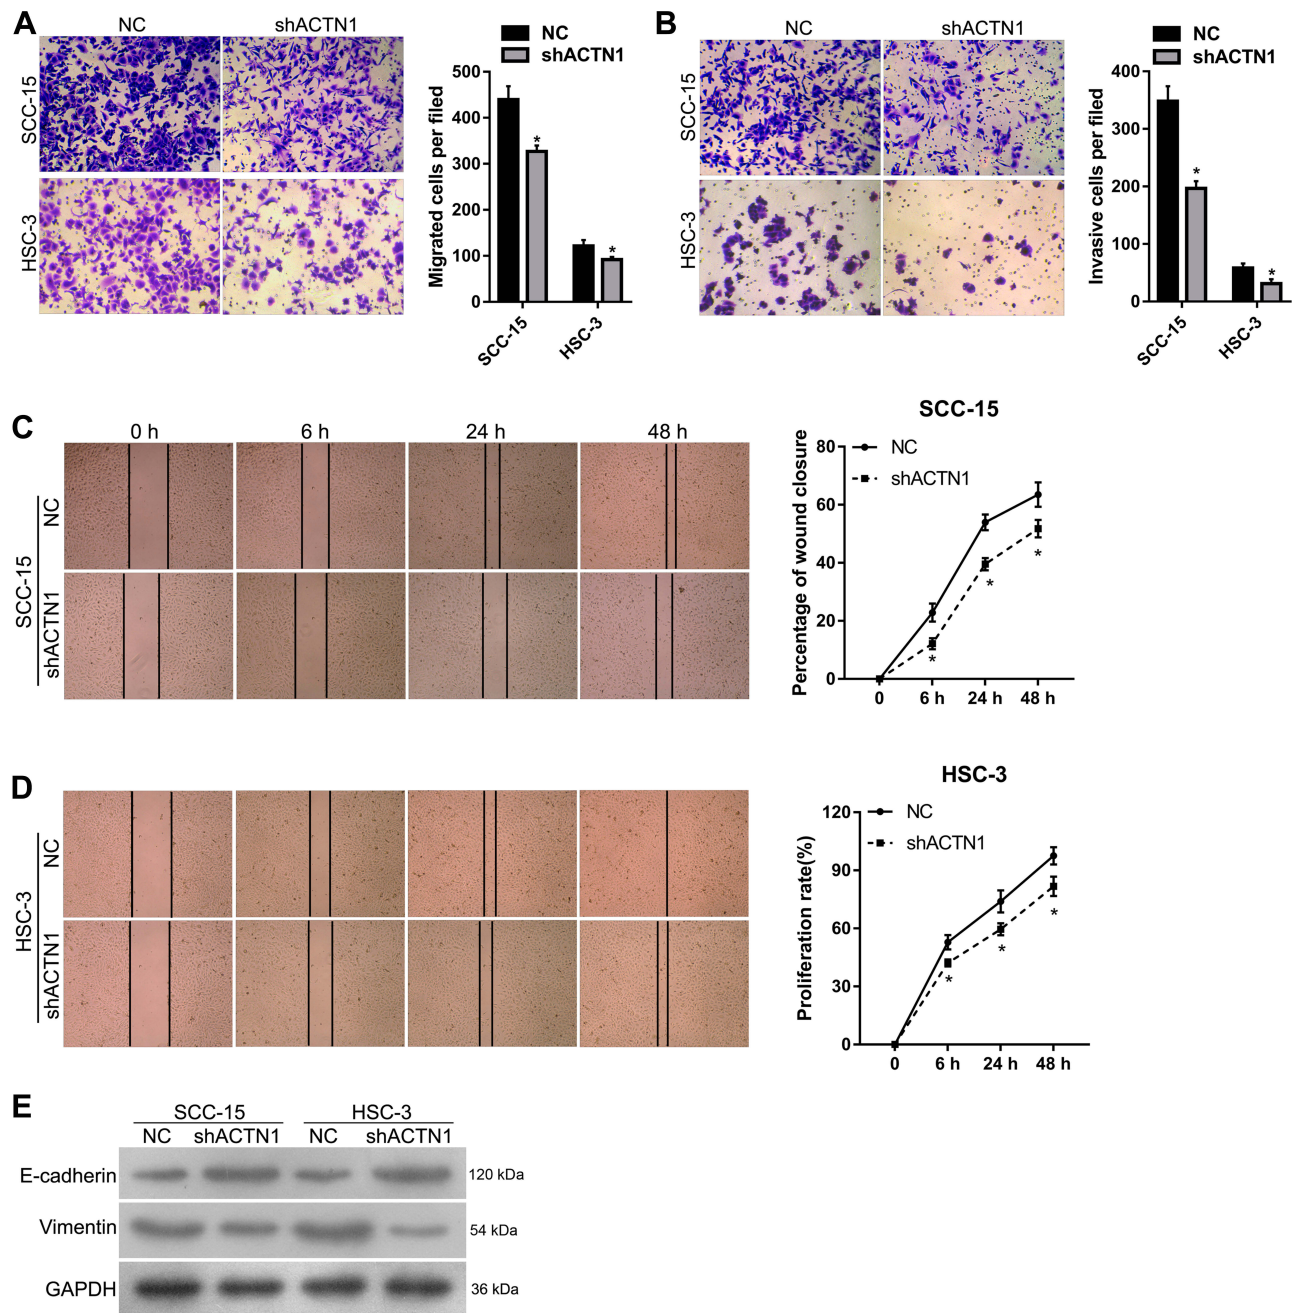 A
NC shACTN1
SCC-15
HSC-3
NC
shACTN1
Migrated cells per filed
500
400
300
200
100
0
*
*
SCC-15
HSC-3
B
NC shACTN1
SCC-15
HSC-3
NC
shACTN1
Invasive cells per filed
400
300
200
100
0
*
*
SCC-15
HSC-3
C
0 h 6 h 24 h 48 h
SCC-15
NC
shACTN1
SCC-15
NC
shACTN1
Percentage of wound closure
80
60
40
20
0
*
*
*
0 6 h 24 h 48 h
D
HSC-3
NC
shACTN1
HSC-3
NC
shACTN1
Proliferation rate(%)
120
90
60
30
0
*
*
*
0 6 h 24 h 48 h
E
SCC-15 HSC-3
NC shACTN1 NC shACTN1
E-cadherin 120 kDa
Vimentin 54 kDa
GAPDH 36 kDa